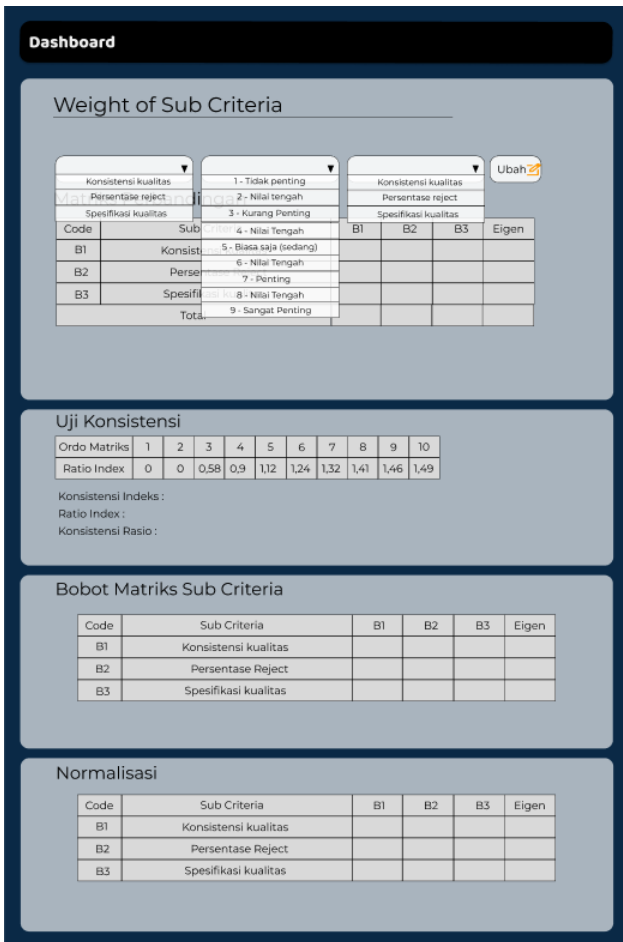 Dashboard
Weight of Sub Criteria
▼ ▼ ▼ Ubah
Konsistensi kualitas 1 - Tidak penting Konsistensi kualitas
Persentase reject 2 - Nilai tengah Persentase reject
Spesifikasi kualitas 3 - Kurang Penting Spesifikasi kualitas
4 - Nilai Tengah
5 - Biasa saja (sedang)
6 - Nilai Tengah
7 - Penting
8 - Nilai Tengah
9 - Sangat Penting
Code Sub Criteria B1 B2 B3 Eigen
B1
B2
B3 Spesifikasi
Total
Uji Konsistensi
Ordo Matriks 1 2 3 4 5 6 7 8 9 10
Ratio Index 0 0 0,58 0,9 1,12 1,24 1,32 1,41 1,46 1,49
Konsistensi Indeks :
Ratio Index :
Konsistensi Rasio :
Bobot Matriks Sub Criteria
Code Sub Criteria B1 B2 B3 Eigen
B1 Konsistensi kualitas
B2 Persentase Reject
B3 Spesifikasi kualitas
Normalisasi
Code Sub Criteria B1 B2 B3 Eigen
B1 Konsistensi kualitas
B2 Persentase Reject
B3 Spesifikasi kualitas